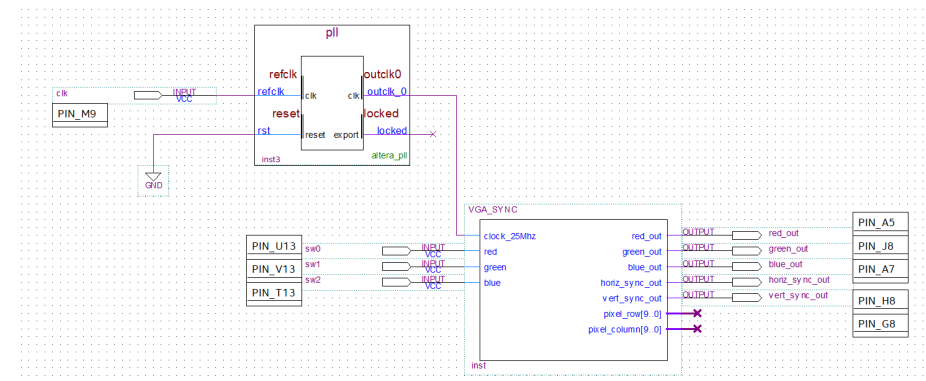 pll
refclk
outclk0
refclk
clk
clk
outclk_0
reset
locked
rst
reset
export
locked
inst3
altera_pll
clk
INPUT
VCC
PIN_M9
GND
VGA_SYNC
clock_25Mhz
red_out
red
green_out
green
blue_out
blue
horiz_sync_out
vert_sync_out
pixel_row[9..0]
pixel_column[9..0]
inst
PIN_U13
sw0
INPUT
VCC
PIN_V13
sw1
INPUT
VCC
PIN_T13
sw2
INPUT
VCC
OUTPUT
red_out
OUTPUT
green_out
OUTPUT
blue_out
OUTPUT
horiz_sync_out
OUTPUT
vert_sync_out
PIN_A5
PIN_J8
PIN_A7
PIN_H8
PIN_G8